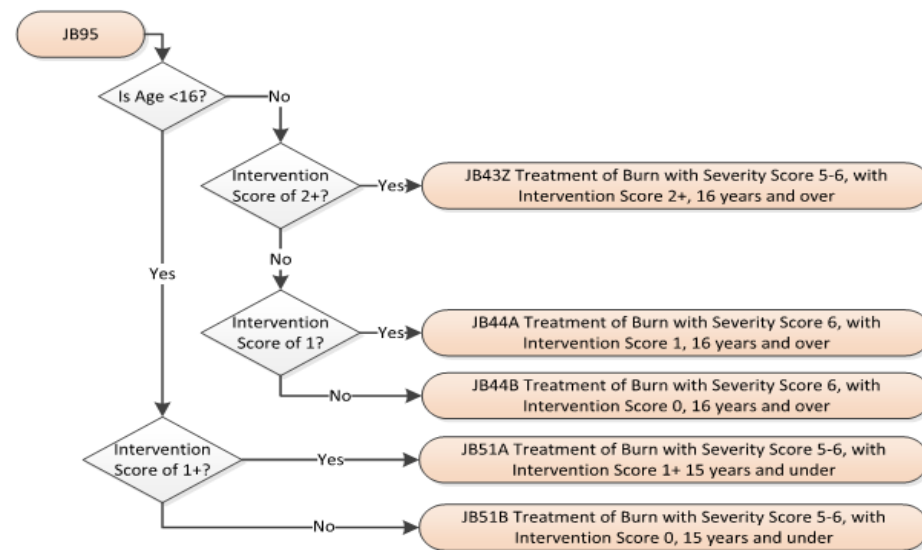 JB95
Is Age <16?
No
Intervention
Score of 2+?
Yes
JB43Z Treatment of Burn with Severity Score 5-6, with
Intervention Score 2+, 16 years and over
No
Yes
Intervention
Score of 1?
Yes
JB44A Treatment of Burn with Severity Score 6, with
Intervention Score 1, 16 years and over
No
JB44B Treatment of Burn with Severity Score 6, with
Intervention Score 0, 16 years and over
Intervention
Score of 1+?
Yes
JB51A Treatment of Burn with Severity Score 5-6, with
Intervention Score 1+ 15 years and under
No
JB51B Treatment of Burn with Severity Score 5-6, with
Intervention Score 0, 15 years and under